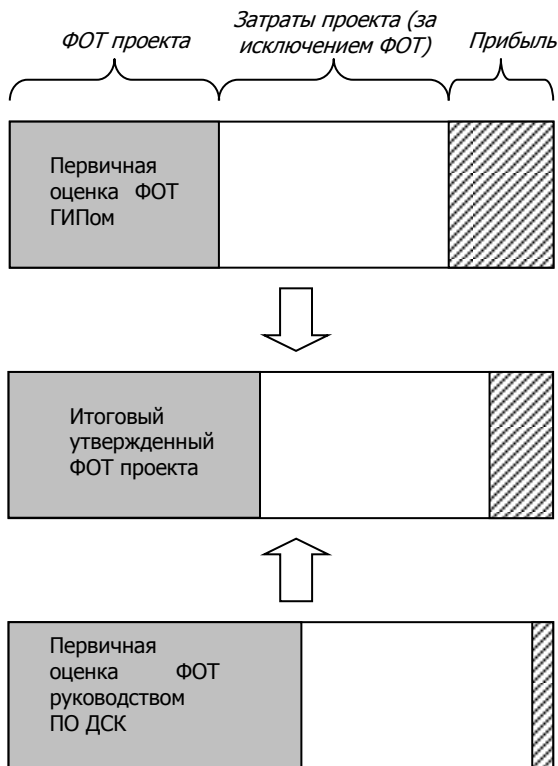 ФОТ проекта
Затраты проекта (за
исключением ФОТ)
Прибыль
Первичная
оценка ФОТ
ГИПом
Итоговый
утвержденный
ФОТ проекта
Первичная
оценка ФОТ
руководством
ПО ДСК